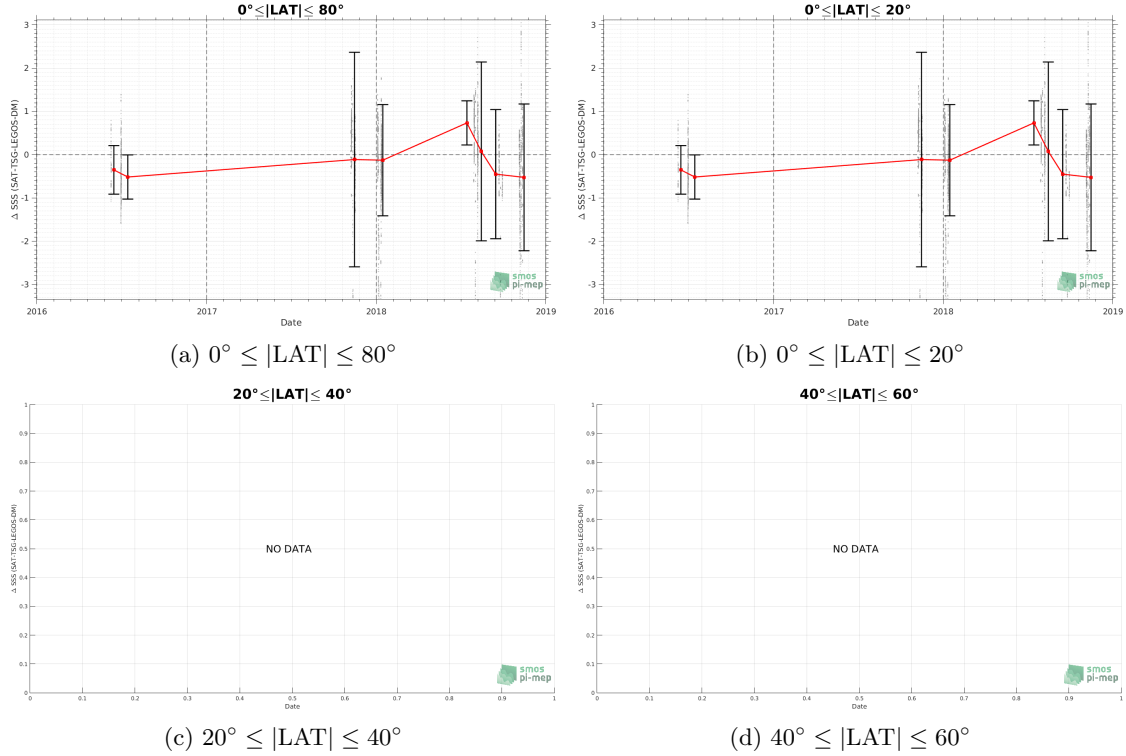 0°≤|LAT|≤ 80°
Δ SSS (SAT-TSG-LEGOS-DM)
3
2
1
0
-1
-2
-3
2016
2017
2018
2019
Date
smos
pi-mep
(a) 0° ≤ |LAT| ≤ 80°
0°≤|LAT|≤ 20°
Δ SSS (SAT-TSG-LEGOS-DM)
3
2
1
0
-1
-2
-3
2016
2017
2018
2019
Date
smos
pi-mep
(b) 0° ≤ |LAT| ≤ 20°
20°≤|LAT|≤ 40°
Δ SSS (SAT-TSG-LEGOS-DM)
1
0.9
0.8
0.7
0.6
0.5
0.4
0.3
0.2
0.1
0
NO DATA
0
0.1
0.2
0.3
0.4
0.5
0.6
0.7
0.8
0.9
1
Date
smos
pi-mep
(c) 20° ≤ |LAT| ≤ 40°
40°≤|LAT|≤ 60°
Δ SSS (SAT-TSG-LEGOS-DM)
1
0.9
0.8
0.7
0.6
0.5
0.4
0.3
0.2
0.1
0
NO DATA
0
0.1
0.2
0.3
0.4
0.5
0.6
0.7
0.8
0.9
1
Date
smos
pi-mep
(d) 40° ≤ |LAT| ≤ 60°